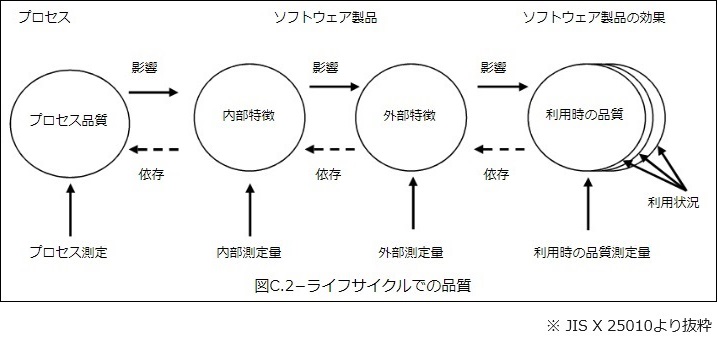 プロセス
ソフトウェア製品
ソフトウェア製品の効果
影響
影響
影響
プロセス品質
内部特徴
外部特徴
利用時の品質
依存
依存
依存
利用状況
プロセス測定
内部測定量
外部測定量
利用時の品質測定量
図C.2−ライフサイクルでの品質
※ JIS X 25010より抜粋